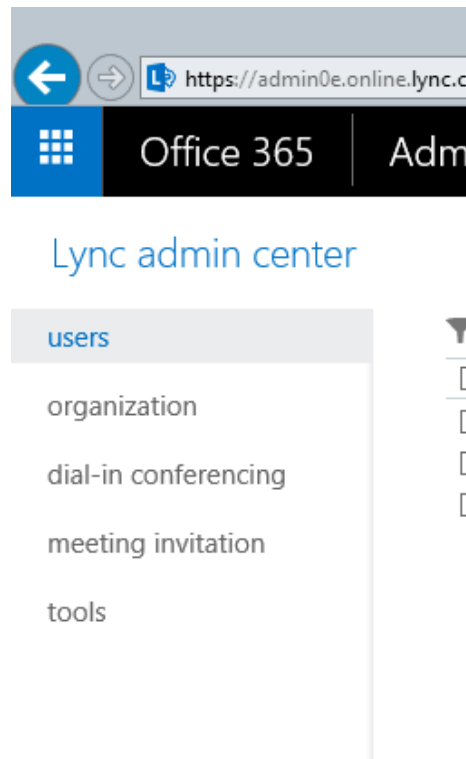 https://admin0e.online.lync.c
Office 365 Adm
Lync admin center
users
organization
dial-in conferencing
meeting invitation
tools